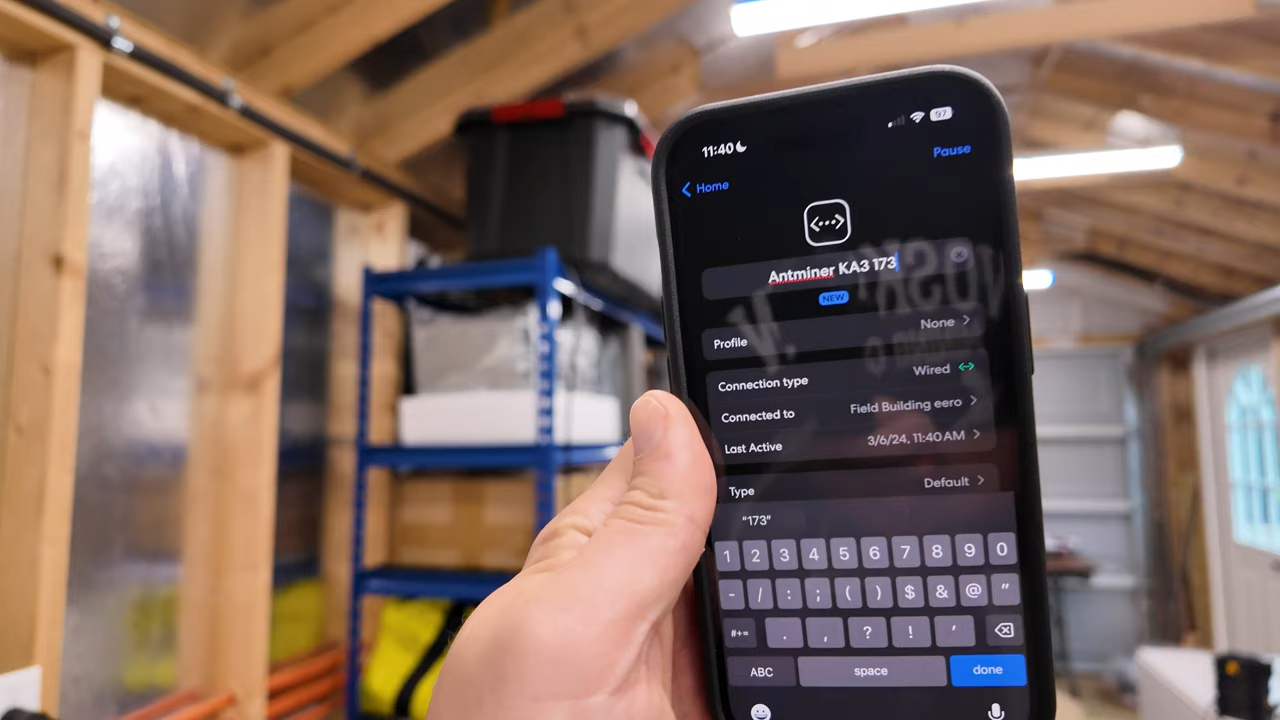 11:40
97
Pause
Home
Antminer KA3 173
NEW
Profile None
Connection type Wired
Connected to Field Building eero
Last Active 3/6/24, 11:40 AM
Type Default
"173"
1 2 3 4 5 6 7 8 9 0
- / : ; ( ) $ & @ "
#+= . , ? ! '
ABC space done